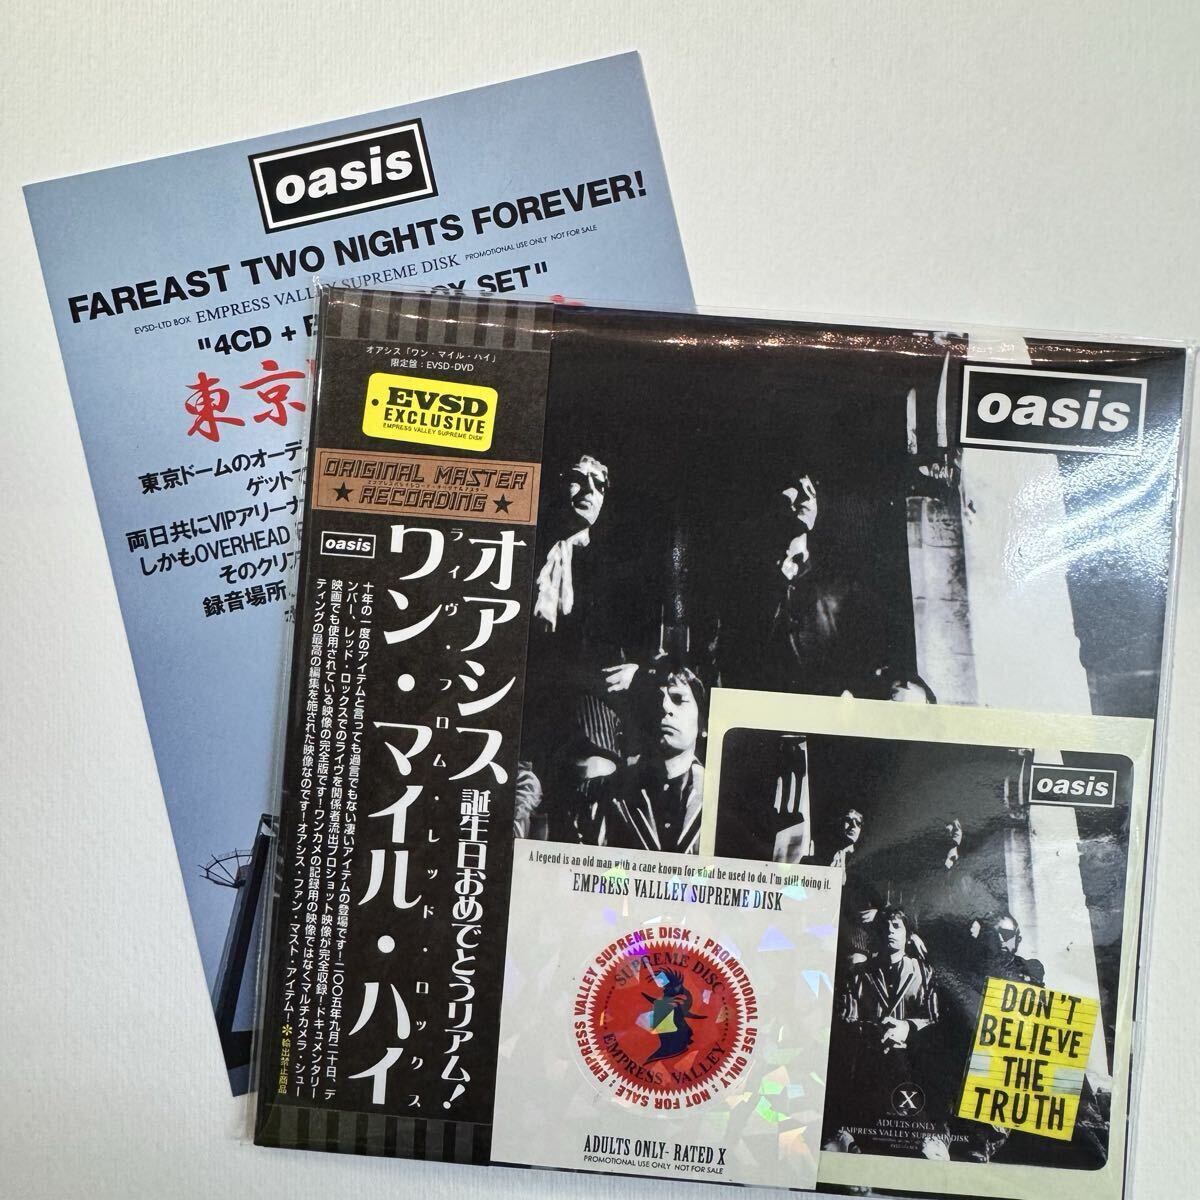 oasis
FAREAST TWO NIGHTS FOREVER!
PROMOTIONAL USE ONLY NOT FOR SALE
EVSD-LTD BOX EMPRESS VALLEY SUPREME DISK
"4CD +
BOX SET"
東京
東京ドームのオーデ
ゲット
両日共にVIPアリーナ
しかもOVERHEAD
そのクリ
録音場所
オアシス「ワン・マイル・ハイ」
限定盤:EVSD-DVD
EVSD
EXCLUSIVE
EMPRESS VALLEY SUPREME DISK
ORIGINAL MASTER
RECORDING
oasis
オアシス 誕生日おめでとうリアム!
ライヴ・フロム・レッド・ロックス
ワン・マイル・ハイ
十年の一度のアイテムと言っても過言でもない凄いアイテムの登場です!二〇〇五年九月二十日、デ
ンバー、レッド・ロックスでのライヴを関係者流出プロショット映像が完全収録!ドキュメンタリー
映画でも使用されている映像の完全版です!ワンカメの記録用の映像ではなくマルチカメラ・シュー
ティングの最高の編集を施された映像なのです!オアシス・ファン・マスト・アイテム!✽輸出禁止商品
oasis
oasis
DON'T
BELIEVE
THE
TRUTH
X
ADULTS ONLY
EMPRESS VALLEY SUPREME DISK
A legend is an old man with a cane known for what he used to do. I'm still doing it.
EMPRESS VALLLEY SUPREME DISK
EMPRESS VALLEY SUPREME DISK : PROMOTIONAL USE ONLY : NOT FOR SALE :
SUPREME DISC
EMPRESS VALLEY
ADULTS ONLY- RATED X
PROMOTIONAL USE ONLY NOT FOR SALE